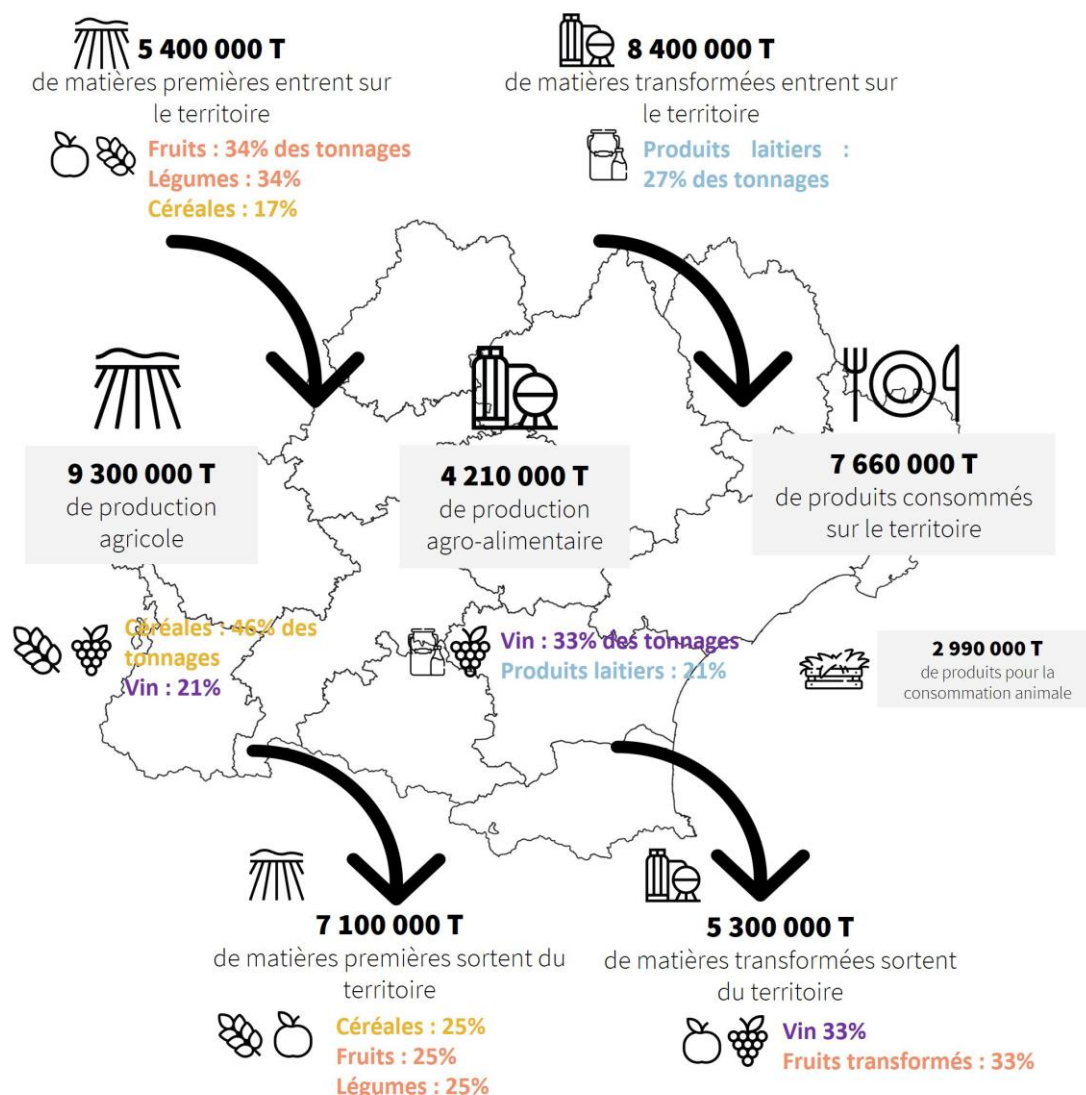 5 400 000 T
de matières premières entrent sur
le territoire
Fruits : 34% des tonnages
Légumes : 34%
Céréales : 17%
8 400 000 T
de matières transformées entrent sur
le territoire
Produits laitiers :
27% des tonnages
9 300 000 T
de production
agricole
4 210 000 T
de production
agro-alimentaire
7 660 000 T
de produits consommés
sur le territoire
Céréales : 46% des
tonnages
Vin : 21%
Vin : 33% des tonnages
Produits laitiers : 21%
2 990 000 T
de produits pour la
consommation animale
7 100 000 T
de matières premières sortent du
territoire
Céréales : 25%
Fruits : 25%
Légumes : 25%
5 300 000 T
de matières transformées sortent
du territoire
Vin 33%
Fruits transformés : 33%